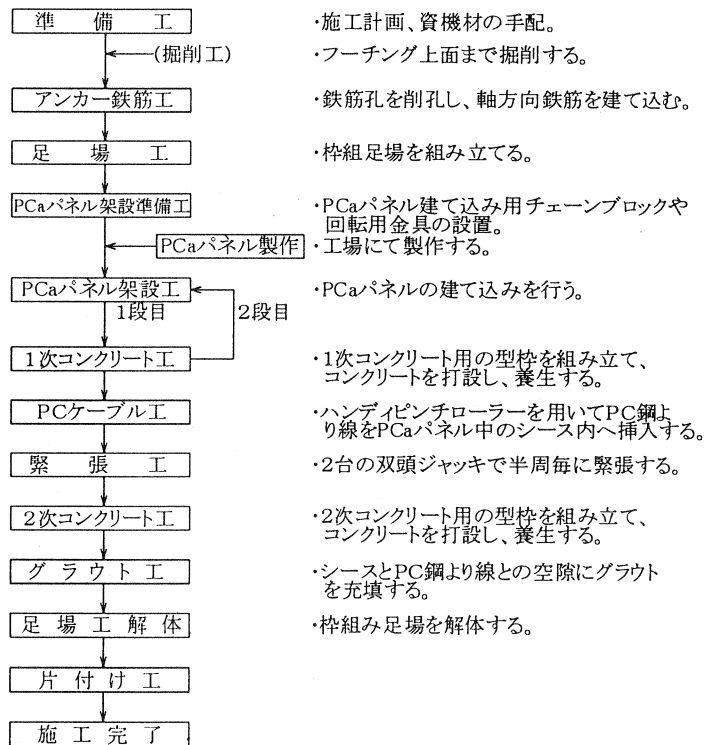 準備工
・施工計画、資機材の手配。
(掘削工)
・フーチング上面まで掘削する。
アンカー鉄筋工
・鉄筋孔を削孔し、軸方向鉄筋を建て込む。
足場工
・枠組足場を組み立てる。
PCaパネル架設準備工
・PCaパネル建て込み用チェーンブロックや
回転用金具の設置。
PCaパネル製作
・工場にて製作する。
PCaパネル架設工
・PCaパネルの建て込みを行う。
1段目
2段目
1次コンクリート工
・1次コンクリート用の型枠を組み立て、
コンクリートを打設し、養生する。
PCケーブル工
・ハンディピンチローラーを用いてPC鋼よ
り線をPCaパネル中のシース内へ挿入する。
緊張工
・2台の双頭ジャッキで半周毎に緊張する。
2次コンクリート工
・2次コンクリート用の型枠を組み立て、
コンクリートを打設し、養生する。
グラウト工
・シースとPC鋼より線との空隙にグラウト
を充填する。
足場工解体
・枠組み足場を解体する。
片付け工
施工完了